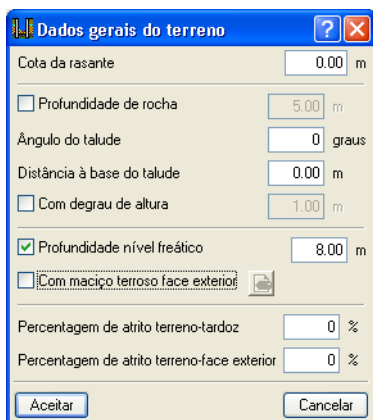 Dados gerais do terreno
Cota da rasante 0.00 m
Profundidade de rocha 5.00 m
Ângulo do talude 0 graus
Distância à base do talude 0.00 m
Com degrau de altura 1.00 m
Profundidade nível freático 8.00 m
Com maciço terroso face exterior
Percentagem de atrito terreno-tardoz 0 %
Percentagem de atrito terreno-face exterior 0 %
Aceitar Cancelar